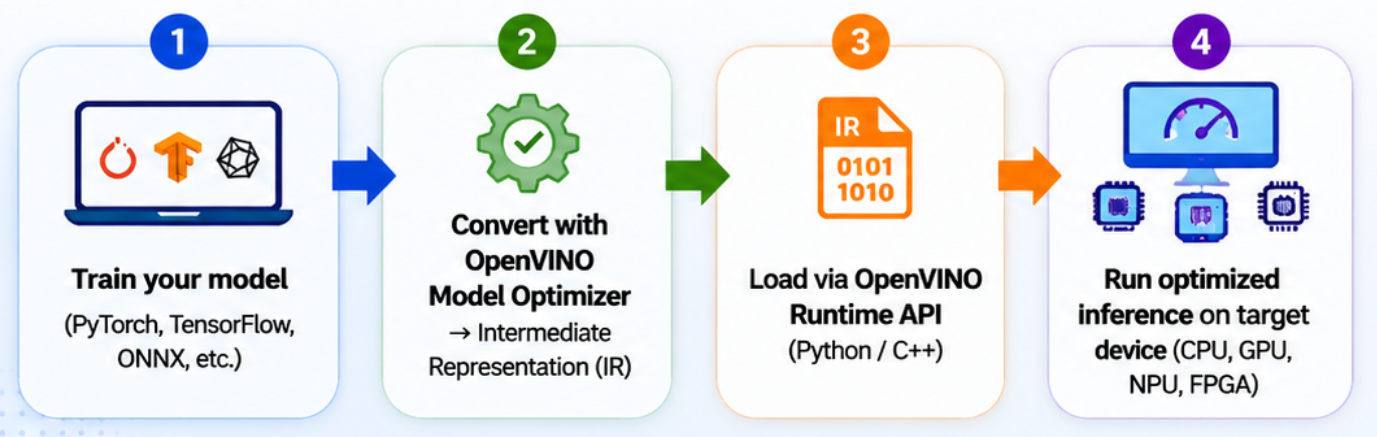 1
Train your model
(PyTorch, TensorFlow,
ONNX, etc.)
2
Convert with
OpenVINO
Model Optimizer
→ Intermediate
Representation (IR)
3
IR
0101
1010
Load via OpenVINO
Runtime API
(Python / C++)
4
Run optimized
inference on target
device (CPU, GPU,
NPU, FPGA)